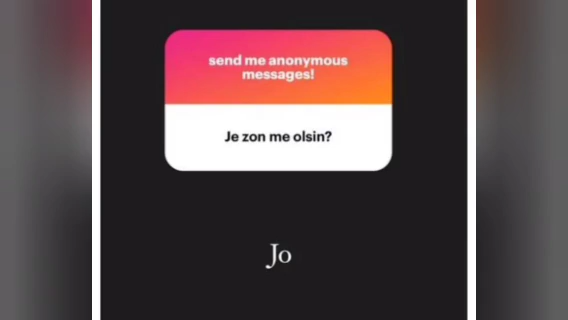 send me anonymous
messages!
Je zon me olsin?
Jo